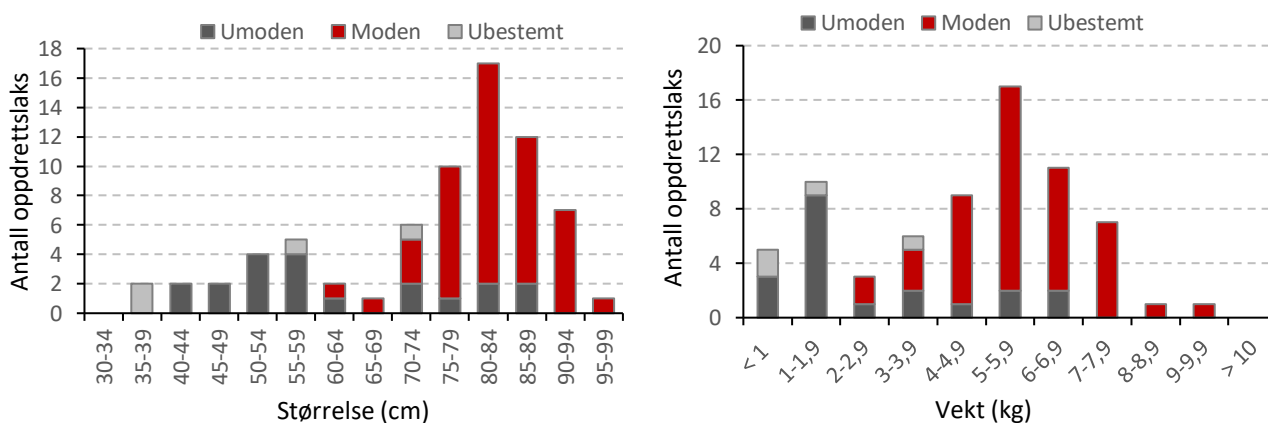 Umoden Moden Ubestemt
Antall oppdrettslaks
18
16
14
12
10
8
6
4
2
0
30-34 35-39 40-44 45-49 50-54 55-59 60-64 65-69 70-74 75-79 80-84 85-89 90-94 95-99
Størrelse (cm)
Umoden Moden Ubestemt
Antall oppdrettslaks
20
16
12
8
4
0
< 1 1-1,9 2-2,9 3-3,9 4-4,9 5-5,9 6-6,9 7-7,9 8-8,9 9-9,9 > 10
Vekt (kg)